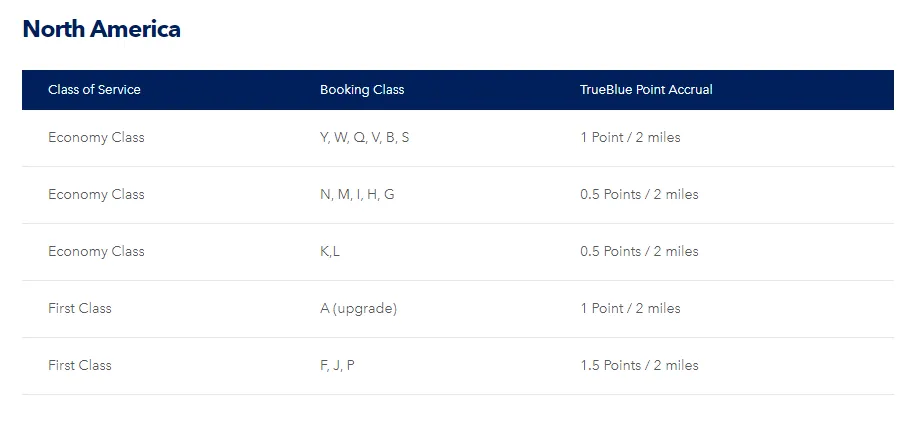 North America
Class of Service Booking Class TrueBlue Point Accrual
Economy Class Y, W, Q, V, B, S 1 Point / 2 miles
Economy Class N, M, I, H, G 0.5 Points / 2 miles
Economy Class K,L 0.5 Points / 2 miles
First Class A (upgrade) 1 Point / 2 miles
First Class F, J, P 1.5 Points / 2 miles